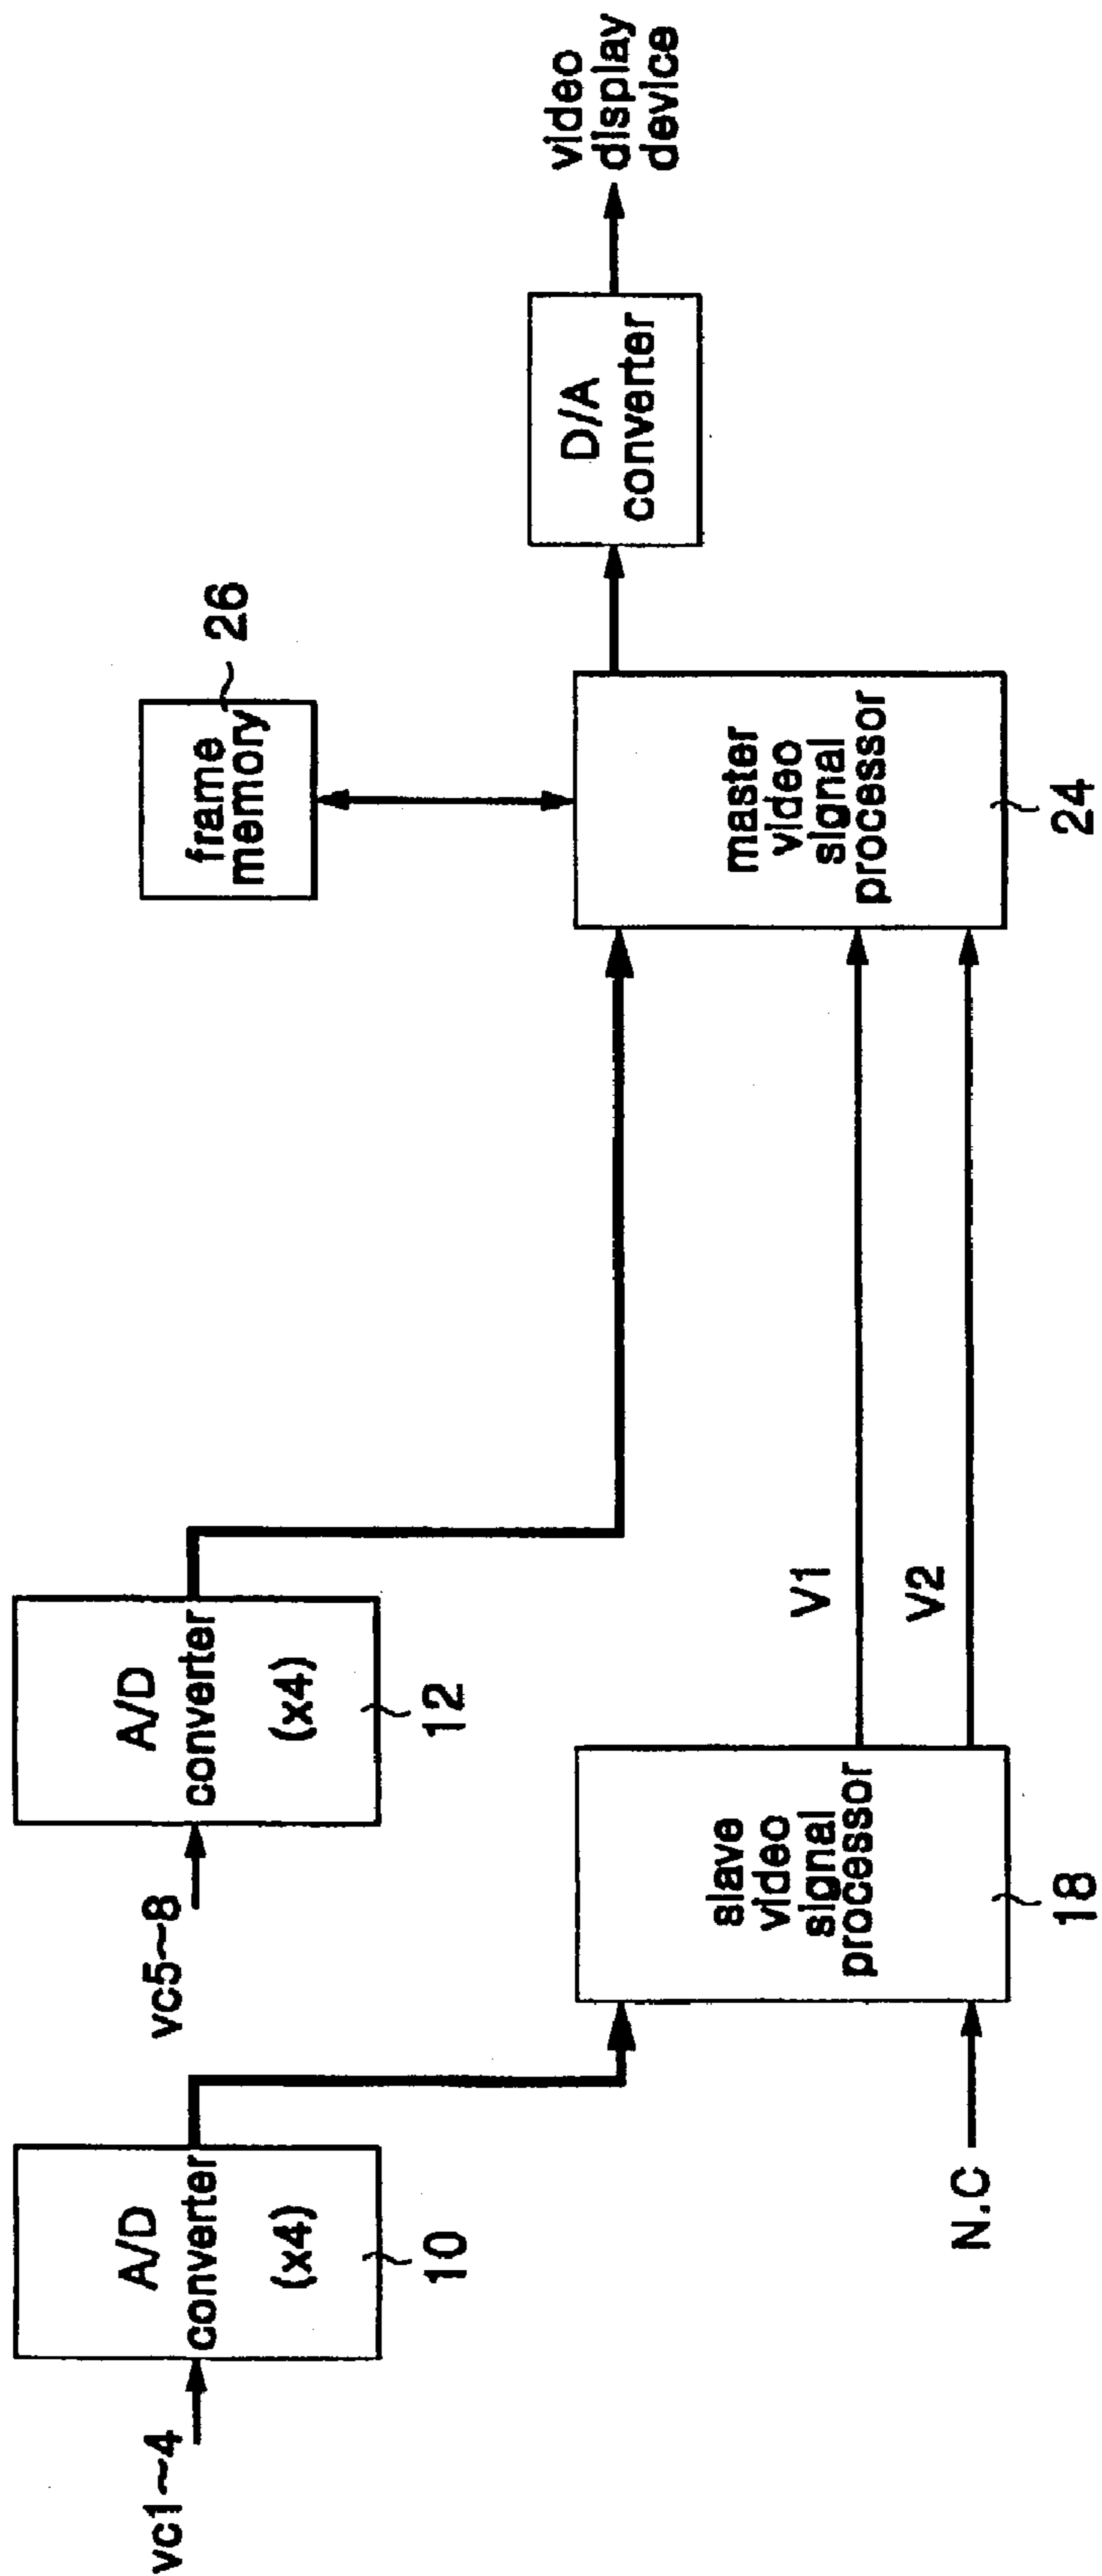 vc1~4
A/D
converter
(x4)
10
vc5~8
A/D
converter
(x4)
12
N.C
slave
video
signal
processor
18
V1
V2
frame
memory
26
master
video
signal
processor
24
D/A
converter
video
display
device